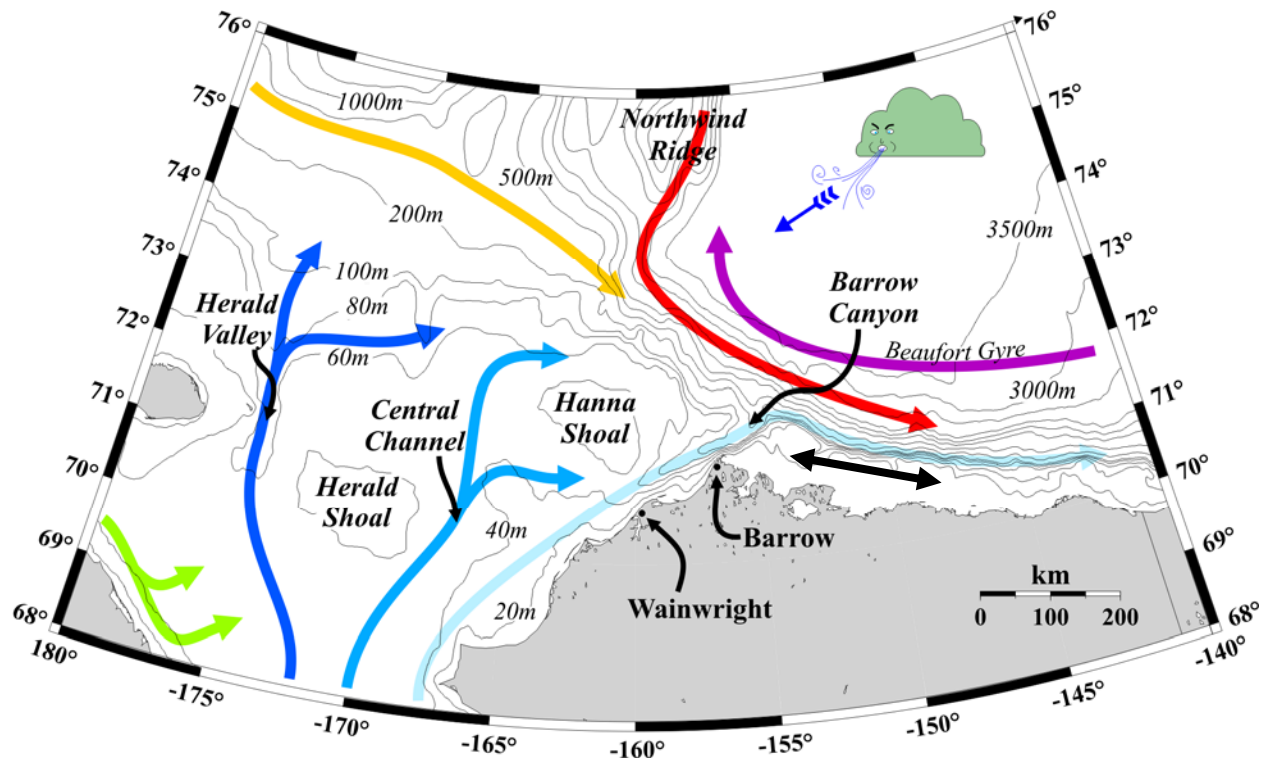 76°
76°
75°
75°
74°
74°
73°
73°
72°
72°
71°
71°
70°
70°
69°
69°
68°
68°
180°
-175°
-170°
-165°
-160°
-155°
-150°
-145°
-140°
1000m
Northwind
Ridge
500m
200m
3500m
100m
80m
60m
Herald
Valley
Barrow
Canyon
Beaufort Gyre
3000m
Central
Channel
Hanna
Shoal
Herald
Shoal
40m
20m
Barrow
Wainwright
km
0 100 200